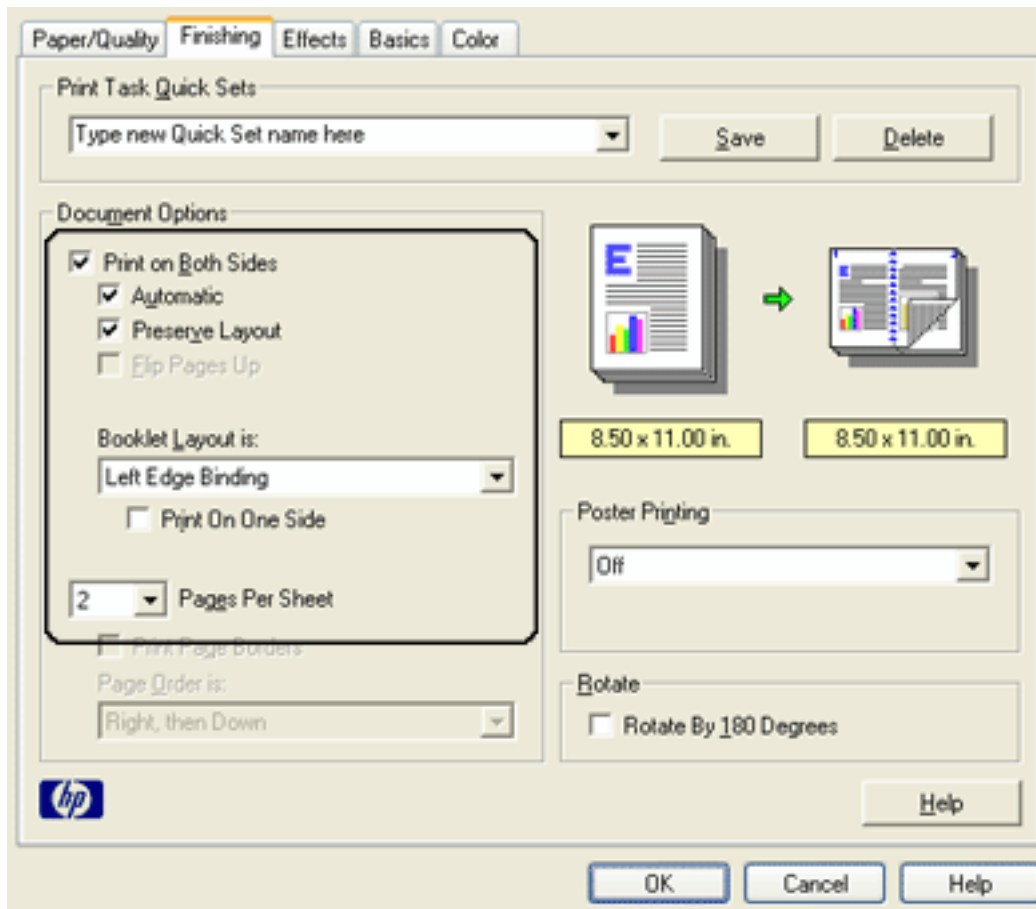 Paper/Quality Finishing Effects Basics Color
Print Task Quick Sets
Type new Quick Set name here Save Delete
Document Options
Print on Both Sides
Automatic
Preserve Layout
Flip Pages Up
E
E
Booklet Layout is:
8.50 x 11.00 in. 8.50 x 11.00 in.
Left Edge Binding
Print On One Side
Poster Printing
Off
2 Pages Per Sheet
Print Page Borders
Page Order is:
Right, then Down
Rotate
Rotate By 180 Degrees
hp
Help
OK Cancel Help